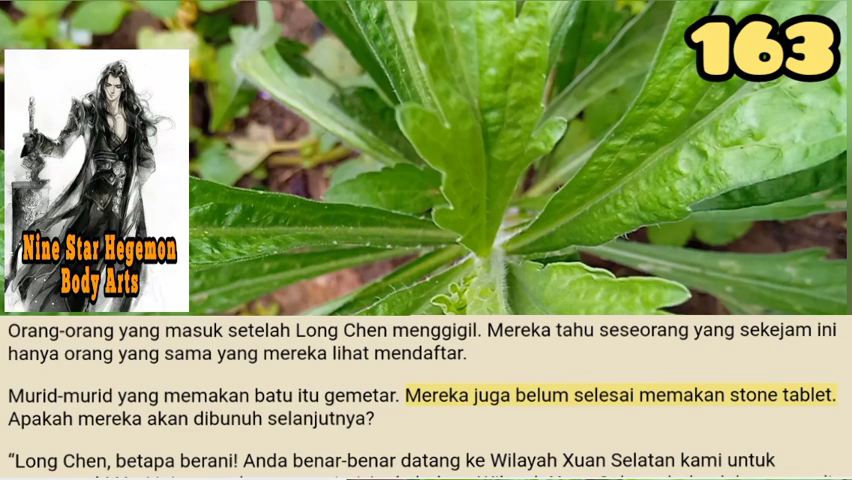 163
Nine Star Hegemon
Body Arts
Orang-orang yang masuk setelah Long Chen menggigil. Mereka tahu seseorang yang sekejam ini
hanya orang yang sama yang mereka lihat mendaftar.
Murid-murid yang memakan batu itu gemetar. Mereka juga belum selesai memakan stone tablet.
Apakah mereka akan dibunuh selanjutnya?
“Long Chen, betapa berani! Anda benar-benar datang ke Wilayah Xuan Selatan kami untuk